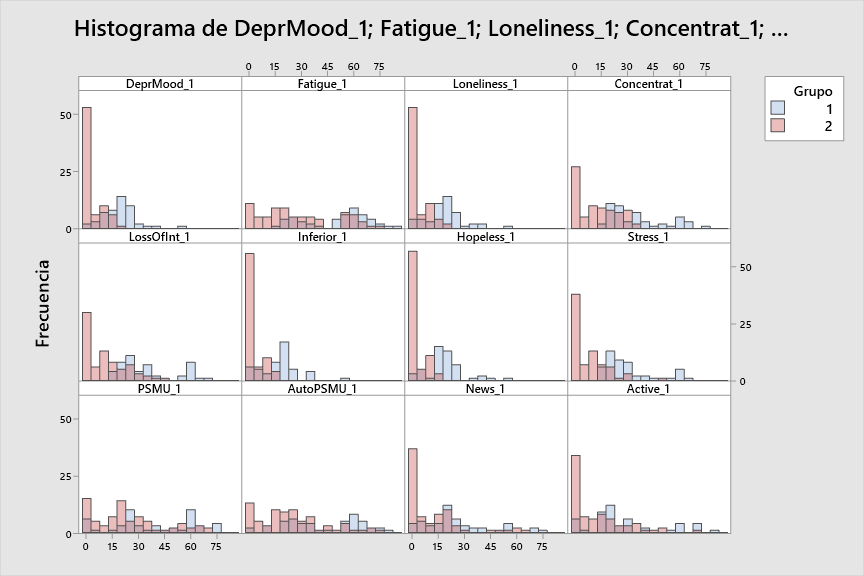 Histograma de DeprMood_1; Fatigue_1; Loneliness_1; Concentrat_1; ...
0 15 30 45 60 75 0 15 30 45 60 75
DeprMood_1 Fatigue_1 Loneliness_1 Concentrat_1
Grupo
1
2
50
25
0
LossOfInt_1 Inferior_1 Hopeless_1 Stress_1
Frecuencia
50
25
0
PSMU_1 AutoPSMU_1 News_1 Active_1
50
25
0
0 15 30 45 60 75 0 15 30 45 60 75